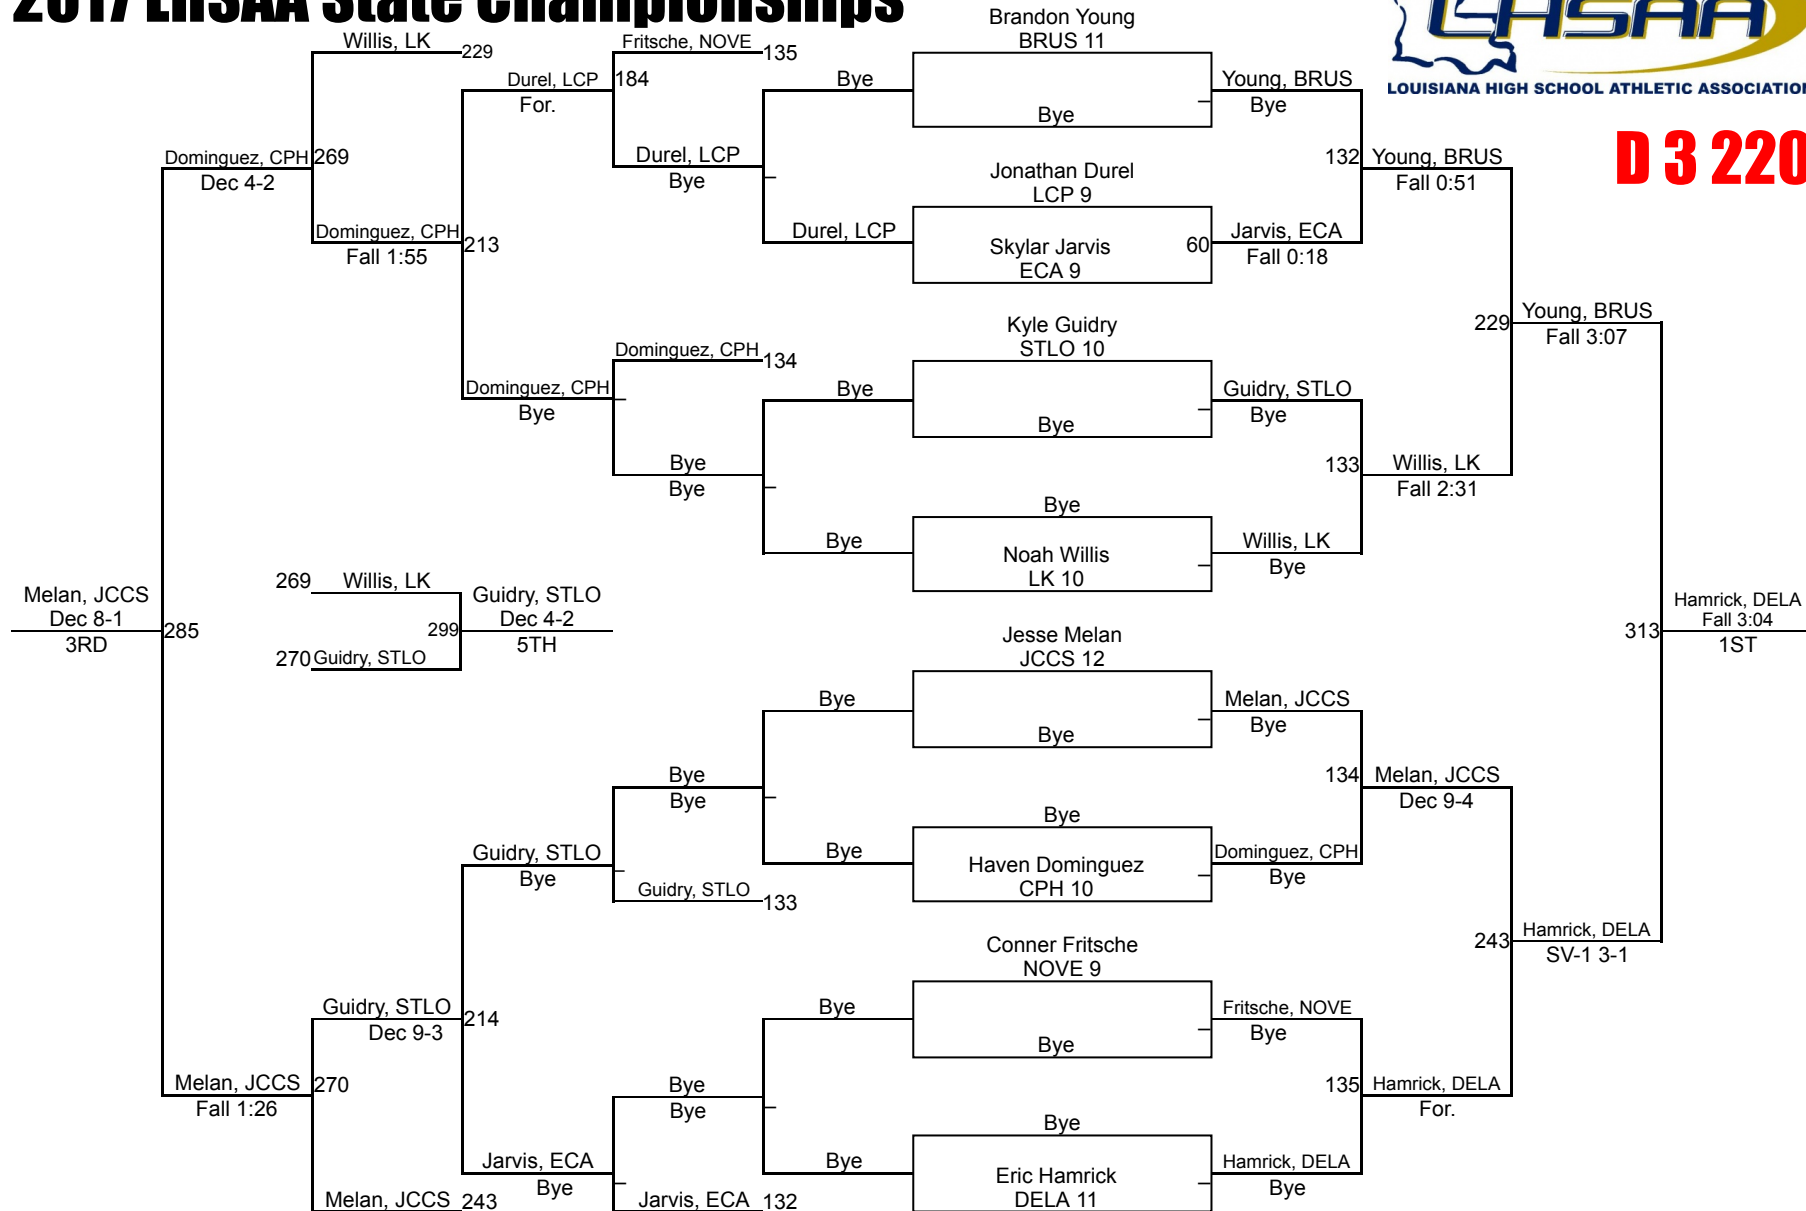 2017 LHSAA State Championships
LHSAA
LOUISIANA HIGH SCHOOL ATHLETIC ASSOCIATION
D 3 220
Brandon Young
BRUS 11
Bye
Bye
Young, BRUS
Bye
Jonathan Durel
LCP 9
Skylar Jarvis
ECA 9
60
Durel, LCP
Jarvis, ECA
Fall 0:18
Kyle Guidry
STLO 10
Bye
Bye
Guidry, STLO
Bye
Bye
Noah Willis
LK 10
Bye
Willis, LK
Bye
Jesse Melan
JCCS 12
Bye
Bye
Melan, JCCS
Bye
Bye
Haven Dominguez
CPH 10
Bye
Dominguez, CPH
Bye
Conner Fritsche
NOVE 9
Bye
Bye
Fritsche, NOVE
Bye
Bye
Eric Hamrick
DELA 11
Bye
Hamrick, DELA
Bye
132
Young, BRUS
Fall 0:51
133
Willis, LK
Fall 2:31
134
Melan, JCCS
Dec 9-4
135
Hamrick, DELA
For.
229
Young, BRUS
Fall 3:07
243
Hamrick, DELA
SV-1 3-1
313
Hamrick, DELA
Fall 3:04
1ST
Fritsche, NOVE
135
Durel, LCP
Bye
Dominguez, CPH
134
Bye
Bye
Bye
Bye
Guidry, STLO
133
Bye
Bye
Jarvis, ECA
132
Durel, LCP
For.
184
Dominguez, CPH
Bye
Guidry, STLO
Bye
Jarvis, ECA
Bye
Willis, LK
229
Dominguez, CPH
Fall 1:55
213
Guidry, STLO
Dec 9-3
214
Melan, JCCS
243
Dominguez, CPH
Dec 4-2
269
Melan, JCCS
Fall 1:26
270
Melan, JCCS
Dec 8-1
3RD
285
269
Willis, LK
270
Guidry, STLO
299
Guidry, STLO
Dec 4-2
5TH